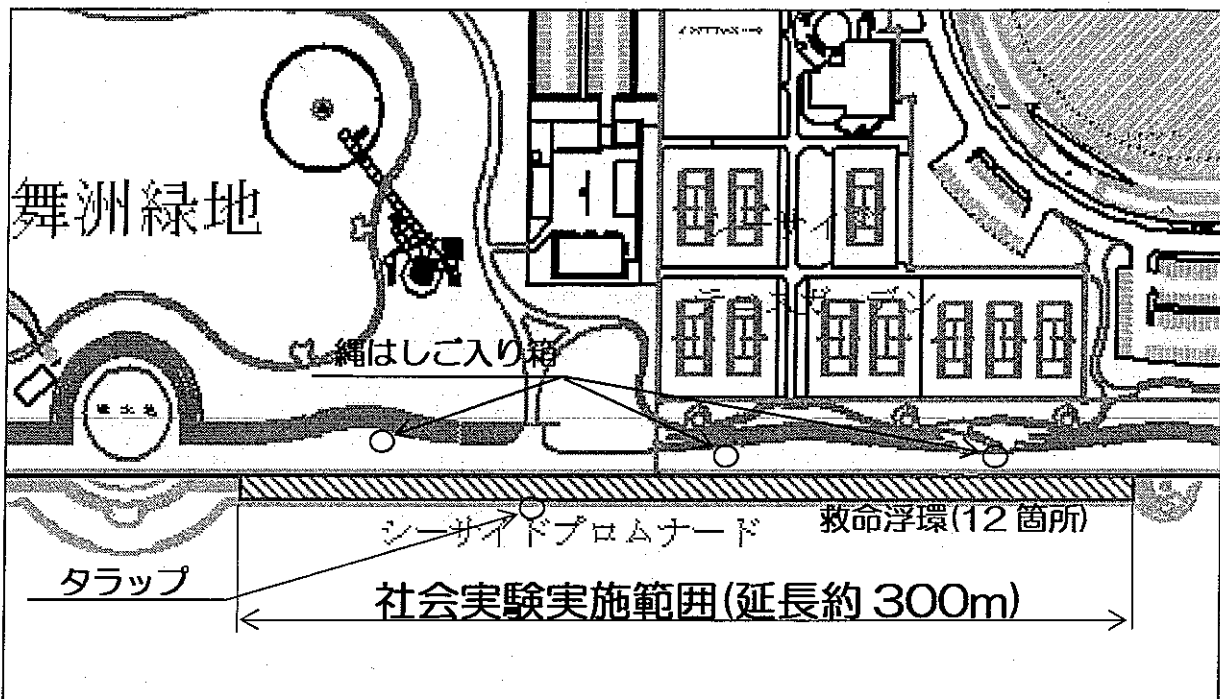 舞洲緑地
縄はしご入り箱
シーサイドプロムナード
救命浮環(12箇所)
タラップ
社会実験実施範囲(延長約300m)